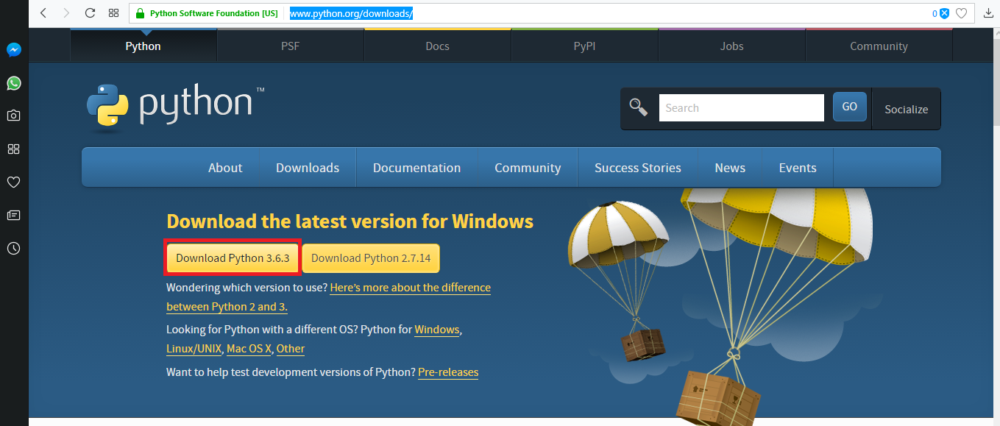 Python Software Foundation [US]
www.python.org/downloads/
0
Python
PSF
Docs
PyPI
Jobs
Community
python™
Search
GO
Socialize
About
Downloads
Documentation
Community
Success Stories
News
Events
Download the latest version for Windows
Download Python 3.6.3
Download Python 2.7.14
Wondering which version to use? Here’s more about the difference
between Python 2 and 3.
Looking for Python with a different OS? Python for Windows,
Linux/UNIX, Mac OS X, Other
Want to help test development versions of Python? Pre-releases